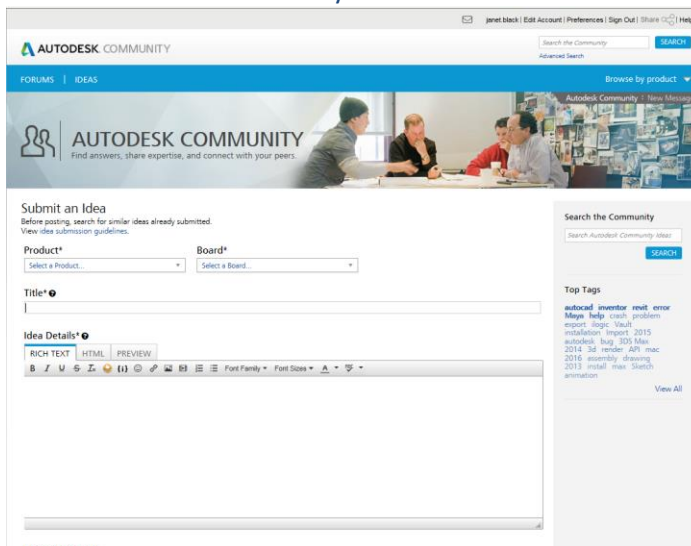 janet black | Edit Account | Preferences | Sign Out | Share | Help
AUTODESK COMMUNITY
Search the Community
SEARCH
Advanced Search
FORUMS | IDEAS
Browse by product
Autodesk Community
New Messag
AUTODESK COMMUNITY
Find answers, share expertise, and connect with your peers.
Submit an Idea
Before posting, search for similar ideas already submitted.
View idea submission guidelines.
Product*
Board*
Select a Product...
Select a Board...
Title*
Idea Details*
RICH TEXT HTML PREVIEW
B I U S Font Family Font Sizes A
Search the Community
Search Autodesk Community Ideas
SEARCH
Top Tags
autocad inventor revit error
Maya help crash problem
export ilogic Vault
installation Import 2015
autodesk bug 3DS Max
2014 3d render API mac
2016 assembly drawing
2013 install max Sketch
animation
View All